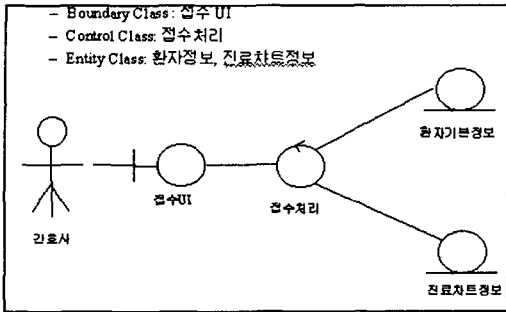 – Boundary Class : 접수 UI
– Control Class: 접수처리
– Entity Class: 환자정보, 진료챠트정보
환자기본정보
접수UI
접수처리
간호사
진료차트정보